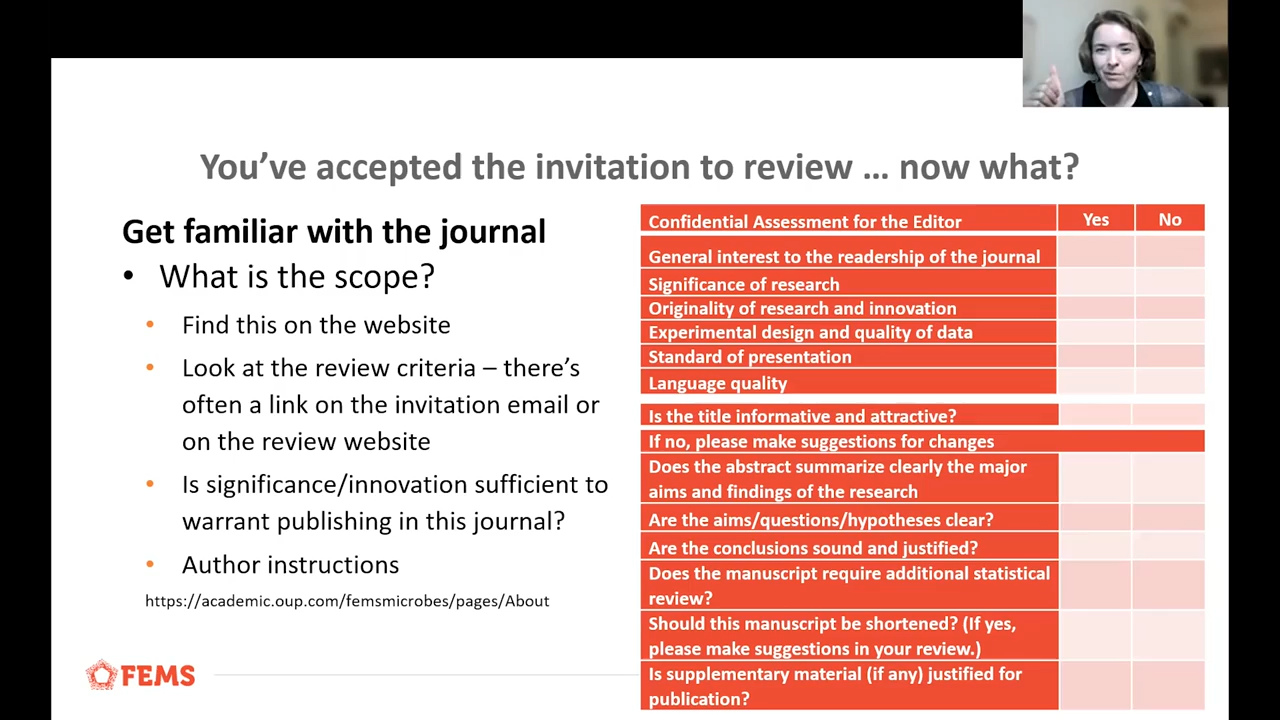 You’ve accepted the invitation to review … now what?
Get familiar with the journal
• What is the scope?
• Find this on the website
• Look at the review criteria – there’s
often a link on the invitation email or
on the review website
• Is significance/innovation sufficient to
warrant publishing in this journal?
• Author instructions
https://academic.oup.com/femsmicrobes/pages/About
FEMS
Confidential Assessment for the Editor Yes No
General interest to the readership of the journal
Significance of research
Originality of research and innovation
Experimental design and quality of data
Standard of presentation
Language quality
Is the title informative and attractive?
If no, please make suggestions for changes
Does the abstract summarize clearly the major
aims and findings of the research
Are the aims/questions/hypotheses clear?
Are the conclusions sound and justified?
Does the manuscript require additional statistical
review?
Should this manuscript be shortened? (If yes,
please make suggestions in your review.)
Is supplementary material (if any) justified for
publication?